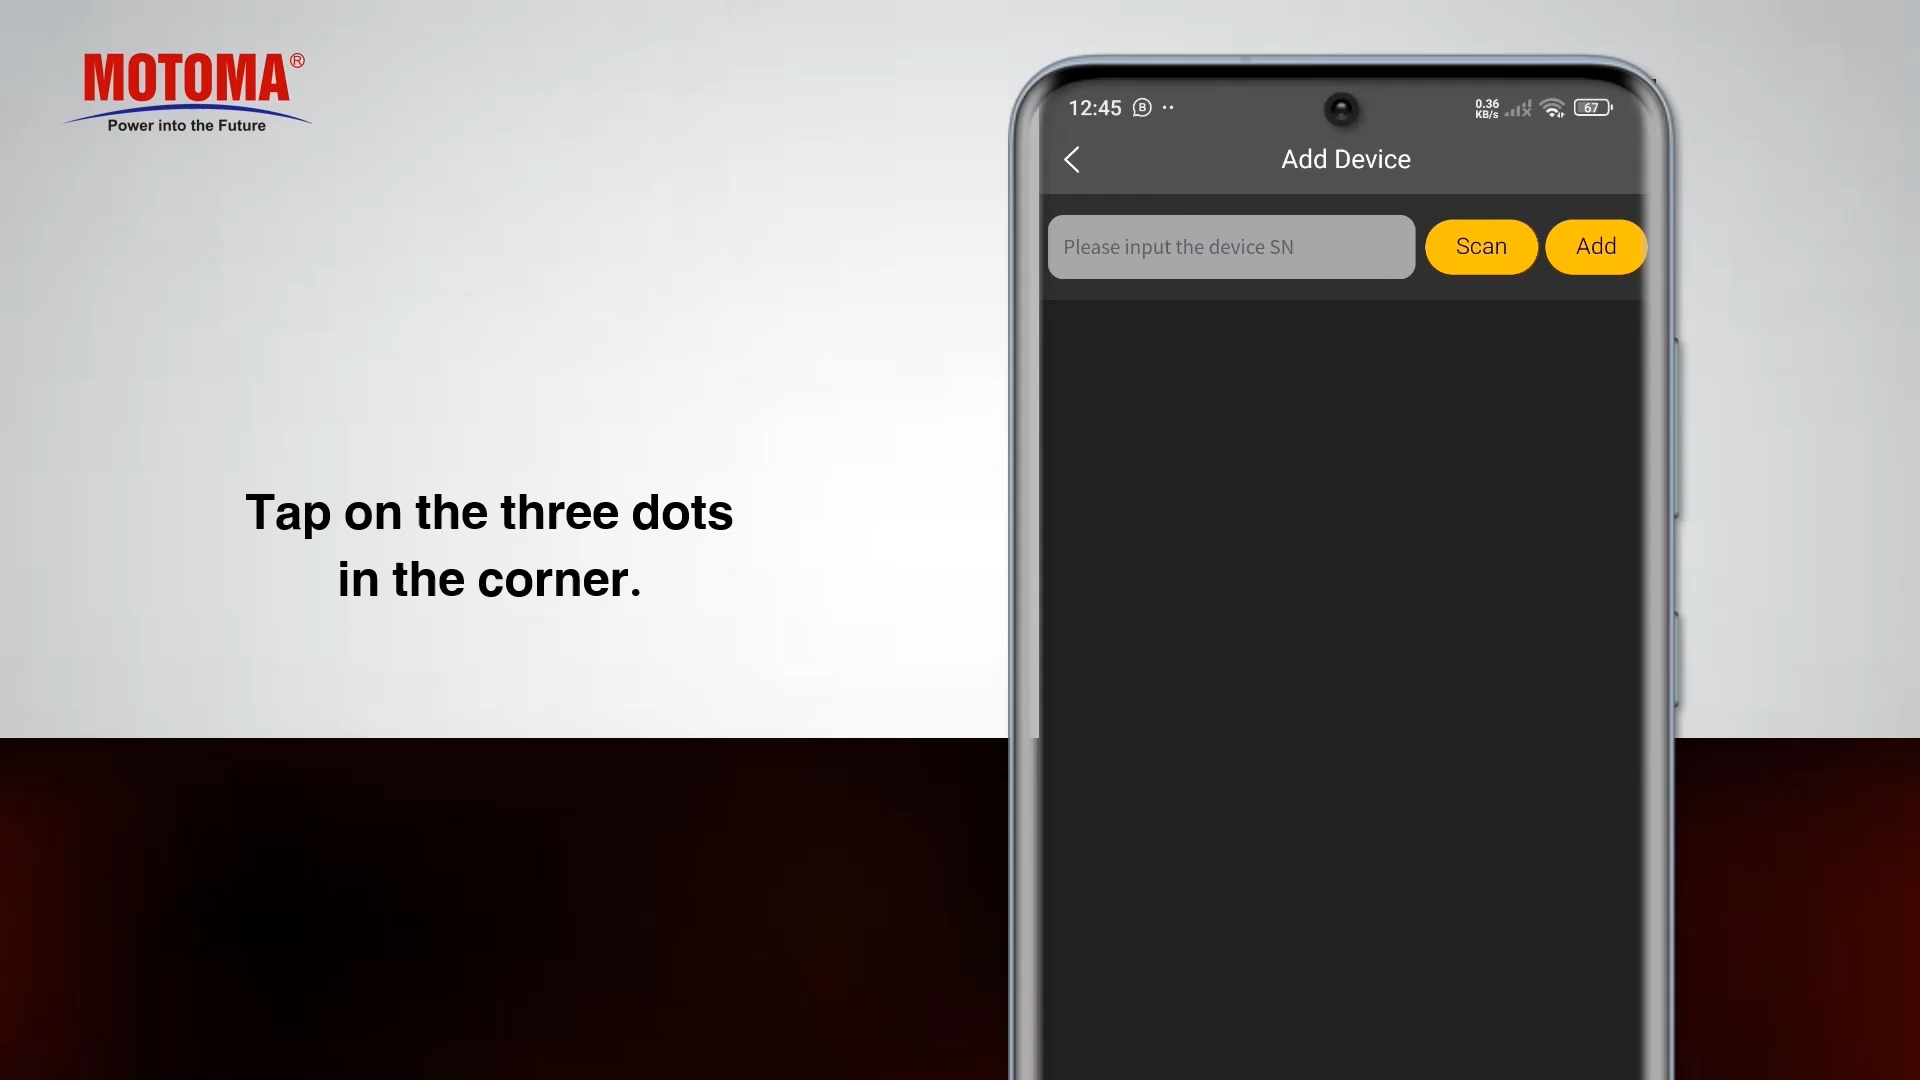 MOTOMA®
Power into the Future
Tap on the three dots
in the corner.
12:45
0.36
KB/s
67
Add Device
Please input the device SN
Scan
Add